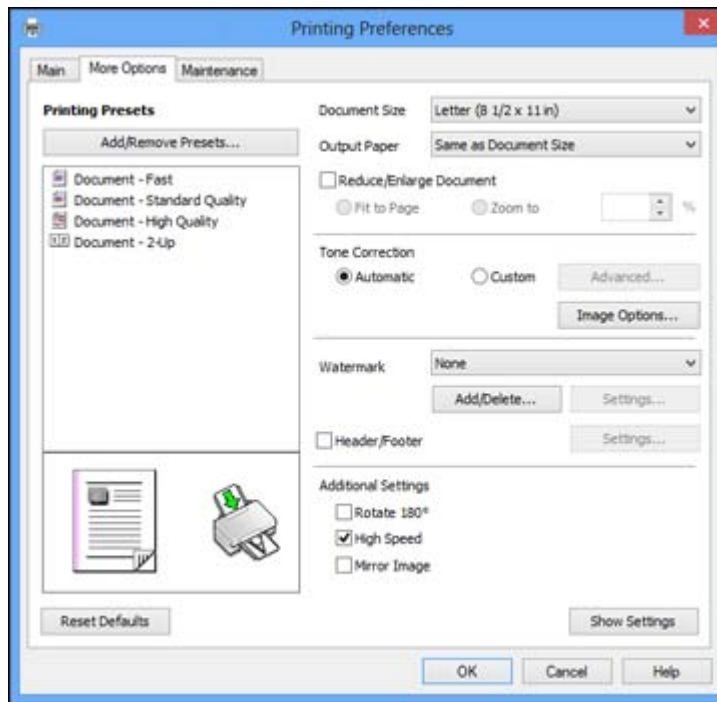 Printing Preferences
Main
More Options
Maintenance
Printing Presets
Add/Remove Presets...
Document - Fast
Document - Standard Quality
Document - High Quality
Document - 2-Up
Reset Defaults
Document Size
Letter (8 1/2 x 11 in)
Output Paper
Same as Document Size
Reduce/Enlarge Document
Fit to Page
Zoom to
%
Tone Correction
Automatic
Custom
Advanced...
Image Options...
Watermark
None
Add/Delete...
Settings...
Header/Footer
Settings...
Additional Settings
Rotate 180°
High Speed
Mirror Image
Show Settings
OK
Cancel
Help